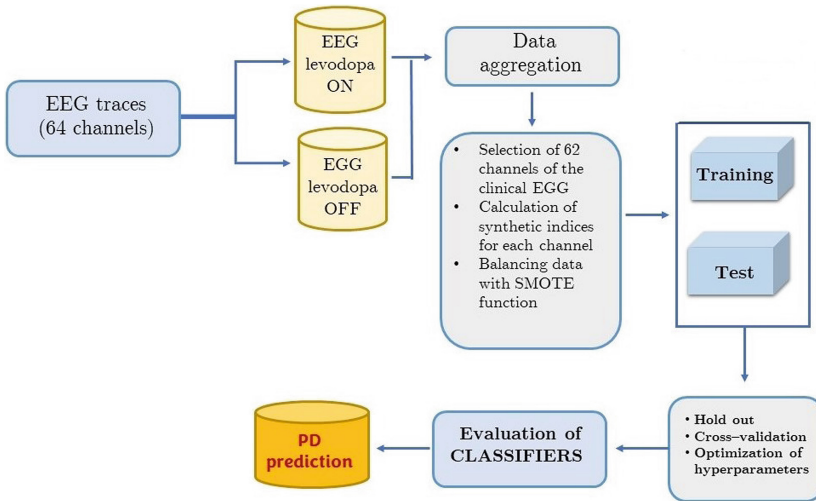 EEG traces
(64 channels)
EEG
levodopa
ON
EGG
levodopa
OFF
Data
aggregation
• Selection of 62
channels of the
clinical EGG
• Calculation of
synthetic indices
for each channel
• Balancing data
with SMOTE
function
Training
Test
• Hold out
• Cross–validation
• Optimization of
hyperparameters
Evaluation of
CLASSIFIERS
PD
prediction